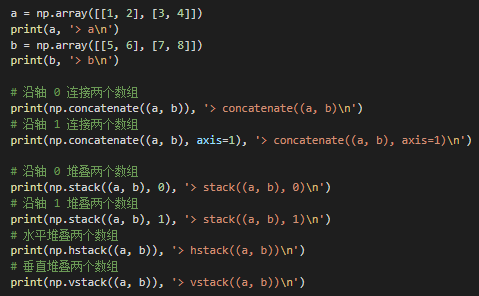 a = np.array([[1, 2], [3, 4]])
print(a, '> a\n')
b = np.array([[5, 6], [7, 8]])
print(b, '> b\n')
# 沿轴 0 连接两个数组
print(np.concatenate((a, b)), '> concatenate((a, b)\n')
# 沿轴 1 连接两个数组
print(np.concatenate((a, b), axis=1), '> concatenate((a, b), axis=1)\n')
# 沿轴 0 堆叠两个数组
print(np.stack((a, b), 0), '> stack((a, b), 0)\n')
# 沿轴 1 堆叠两个数组
print(np.stack((a, b), 1), '> stack((a, b), 1)\n')
# 水平堆叠两个数组
print(np.hstack((a, b)), '> hstack((a, b))\n')
# 垂直堆叠两个数组
print(np.vstack((a, b)), '> vstack((a, b))\n')